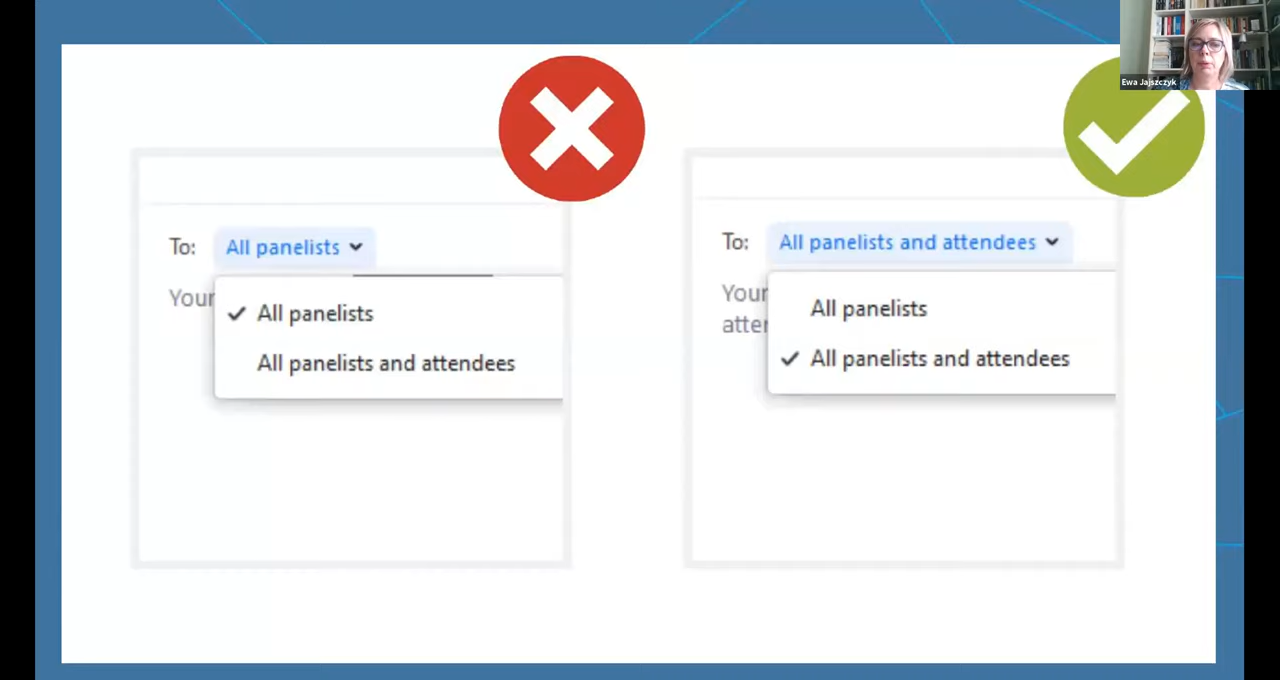 Ewa Jajszczyk
To: All panelists
Your
All panelists
All panelists and attendees
To: All panelists and attendees
Your
atter
All panelists
All panelists and attendees